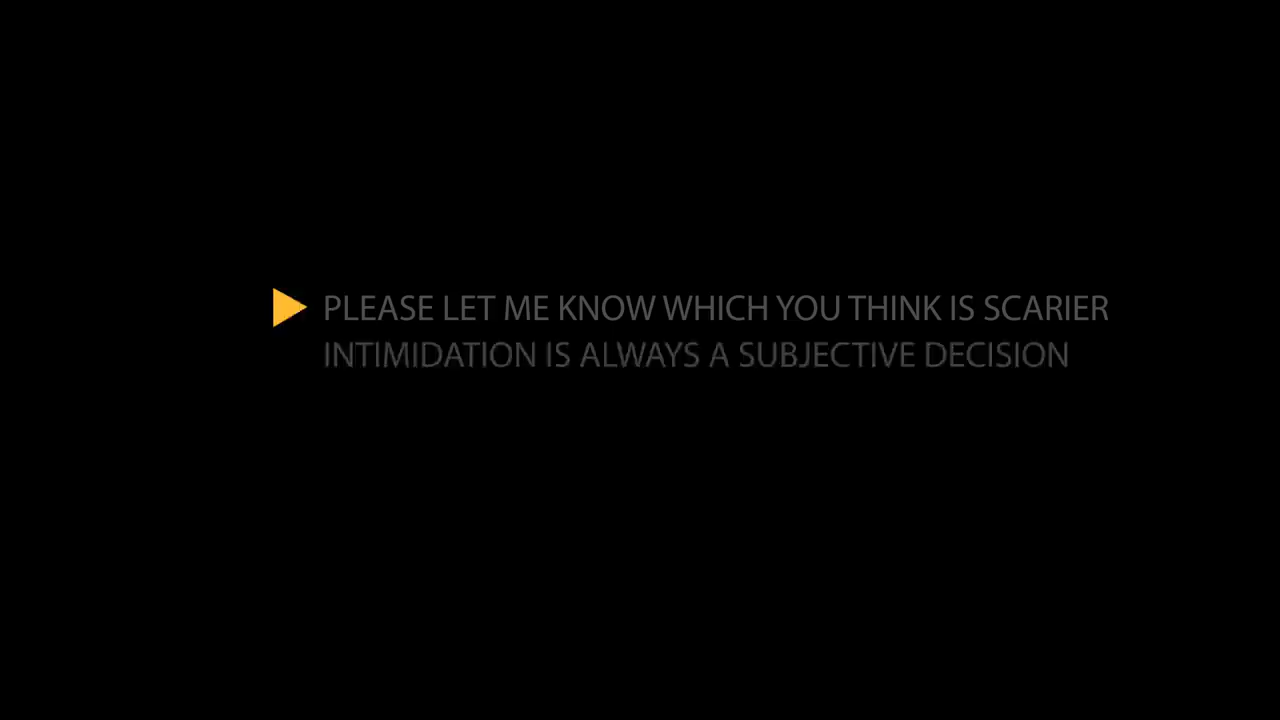 PLEASE LET ME KNOW WHICH YOU THINK IS SCARIER
INTIMIDATION IS ALWAYS A SUBJECTIVE DECISION